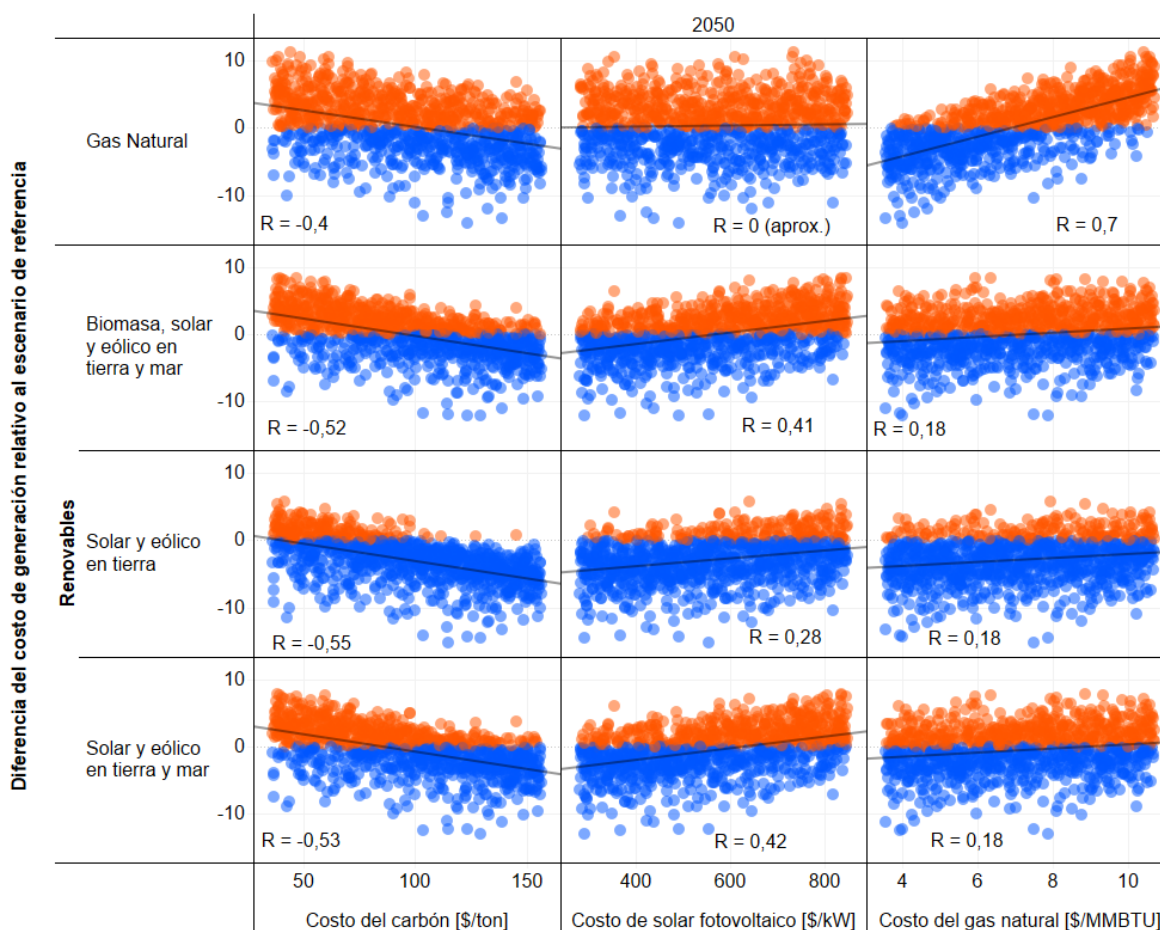 2050
Diferencia del costo de generación relativo al escenario de referencia
Renovables
Gas Natural
10
0
-10
R = -0,4
R = 0 (aprox.)
R = 0,7
Biomasa, solar
y eólico en
tierra y mar
10
0
-10
R = -0,52
R = 0,41
R = 0,18
Solar y eólico
en tierra
10
0
-10
R = -0,55
R = 0,28
R = 0,18
Solar y eólico
en tierra y mar
10
0
-10
R = -0,53
R = 0,42
R = 0,18
50 100 150 400 600 800 4 6 8 10
Costo del carbón [$/ton] Costo de solar fotovoltaico [$/kW] Costo del gas natural [$/MMBTU]